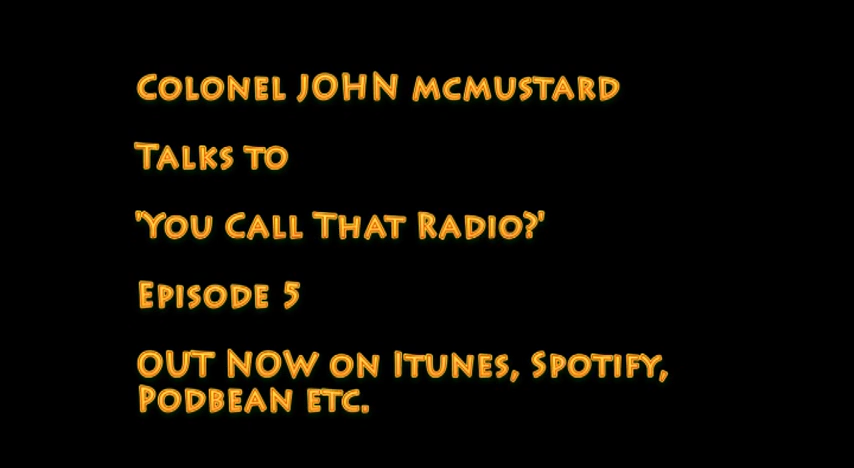 Colonel JOHN mcmustard
Talks to
'You Call That Radio?'
Episode 5
OUT NOW on Itunes, Spotify,
Podbean etc.